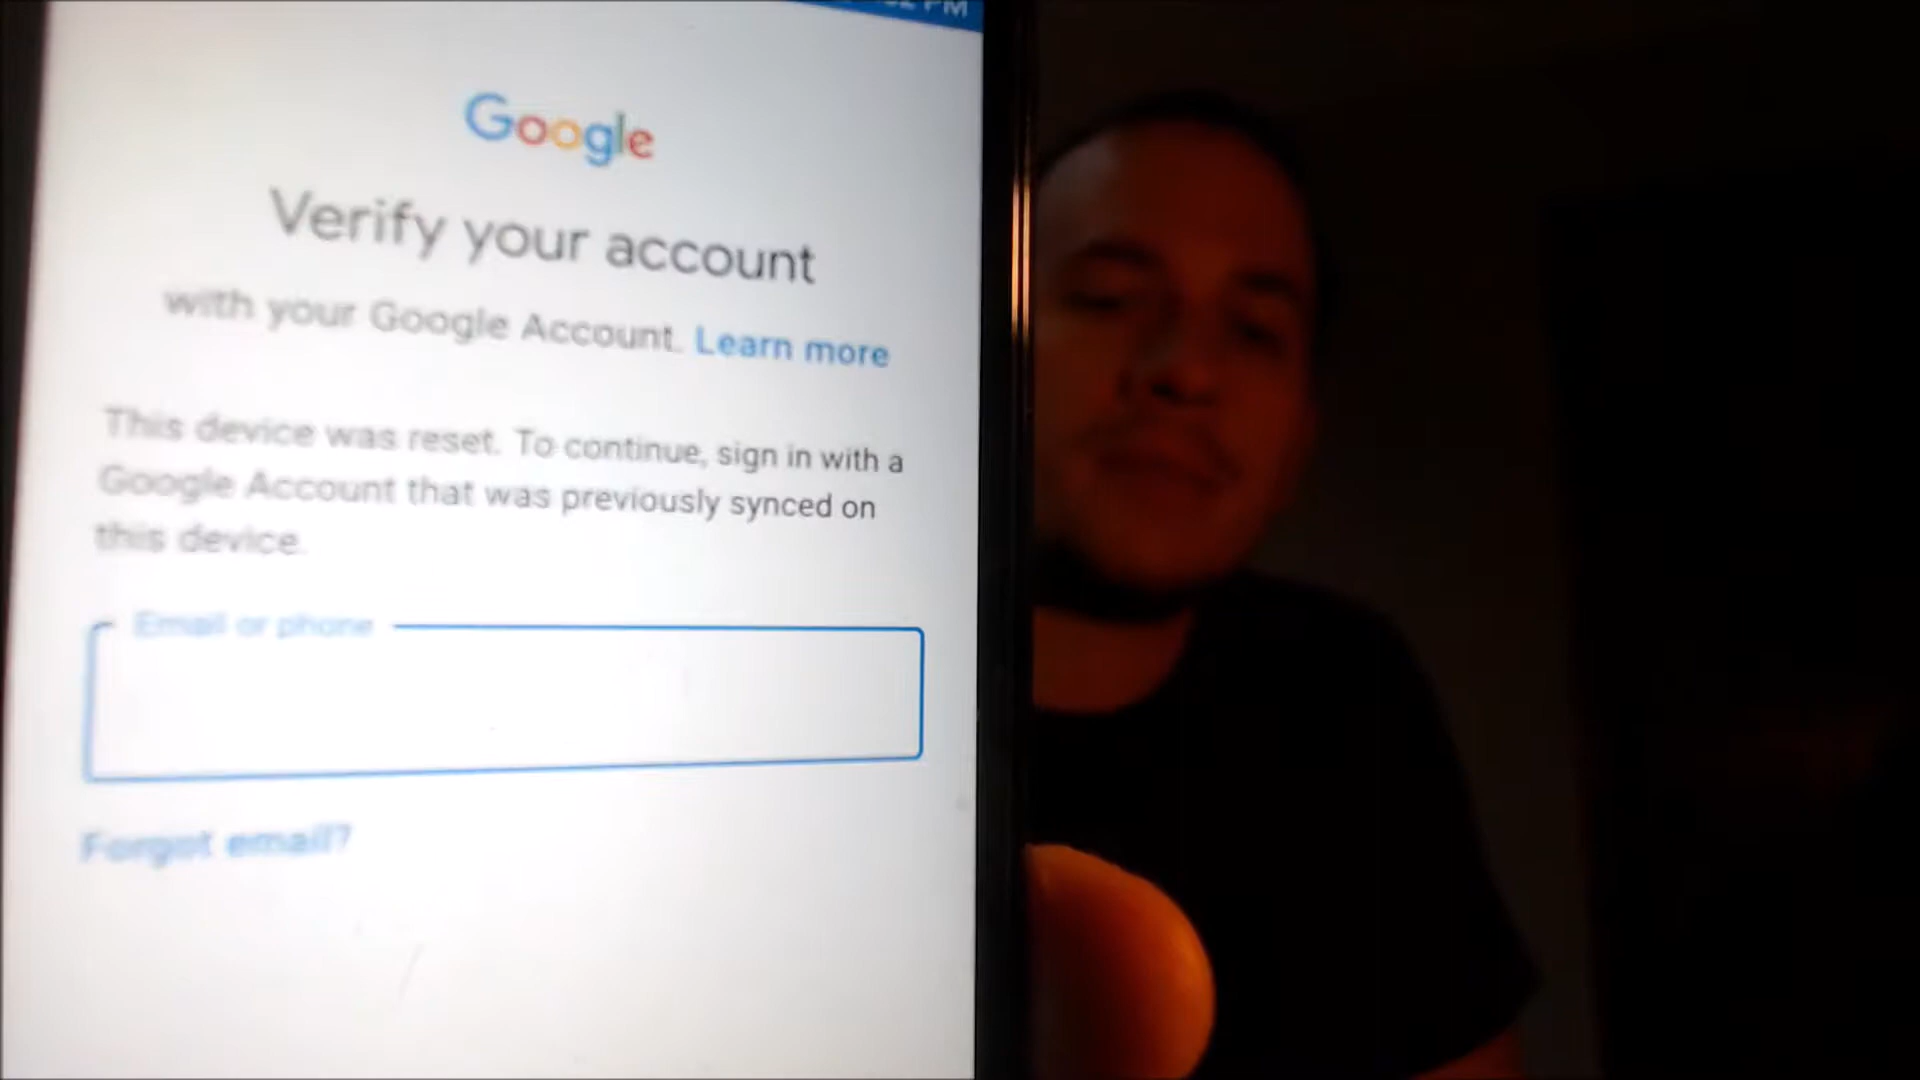 PM
Google
Verify your account
with your Google Account. Learn more
This device was reset. To continue, sign in with a
Google Account that was previously synced on
this device.
Email or phone
Forgot email?